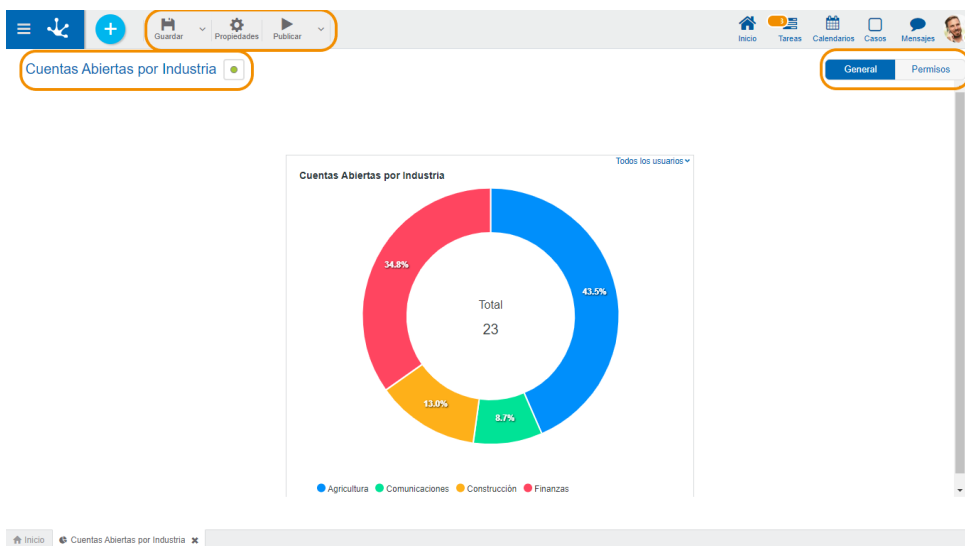 Guardar Propiedades Publicar Inicio Tareas Calendarios Casos Mensajes
Cuentas Abiertas por Industria General Permisos
Todos los usuarios
Cuentas Abiertas por Industria
34.8%
43.5%
Total
23
13.0%
8.7%
Agricultura Comunicaciones Construcción Finanzas
Inicio Cuentas Abiertas por Industria